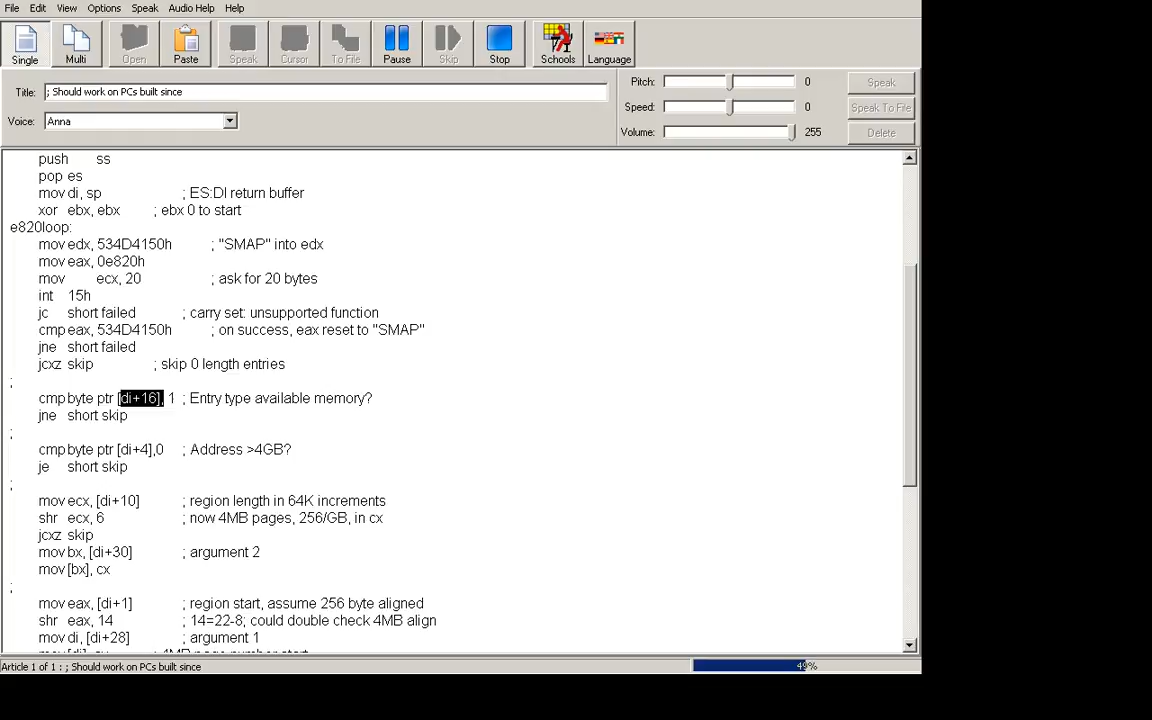 File Edit View Options Speak Audio Help Help
Single Multi Open Paste Speak Cursor To File Pause Skip Stop Schools Language
Title: ; Should work on PCs built since
Voice: Anna
Pitch: 0 Speak
Speed: 0 Speak To File
Volume: 255 Delete
push ss
pop es
mov di, sp ; ES:DI return buffer
xor ebx, ebx ; ebx 0 to start
e820loop:
mov edx, 534D4150h ; "SMAP" into edx
mov eax, 0e820h
mov ecx, 20 ; ask for 20 bytes
int 15h
jc short failed ; carry set: unsupported function
cmp eax, 534D4150h ; on success, eax reset to "SMAP"
jne short failed
jcxz skip ; skip 0 length entries
;
cmp byte ptr [di+16], 1 ; Entry type available memory?
jne short skip
;
cmp byte ptr [di+4],0 ; Address >4GB?
je short skip
;
mov ecx, [di+10] ; region length in 64K increments
shr ecx, 6 ; now 4MB pages, 256/GB, in cx
jcxz skip
mov bx, [di+30] ; argument 2
mov [bx], cx
;
mov eax, [di+1] ; region start, assume 256 byte aligned
shr eax, 14 ; 14=22-8; could double check 4MB align
mov di, [di+28] ; argument 1
Article 1 of 1 : ; Should work on PCs built since 49%